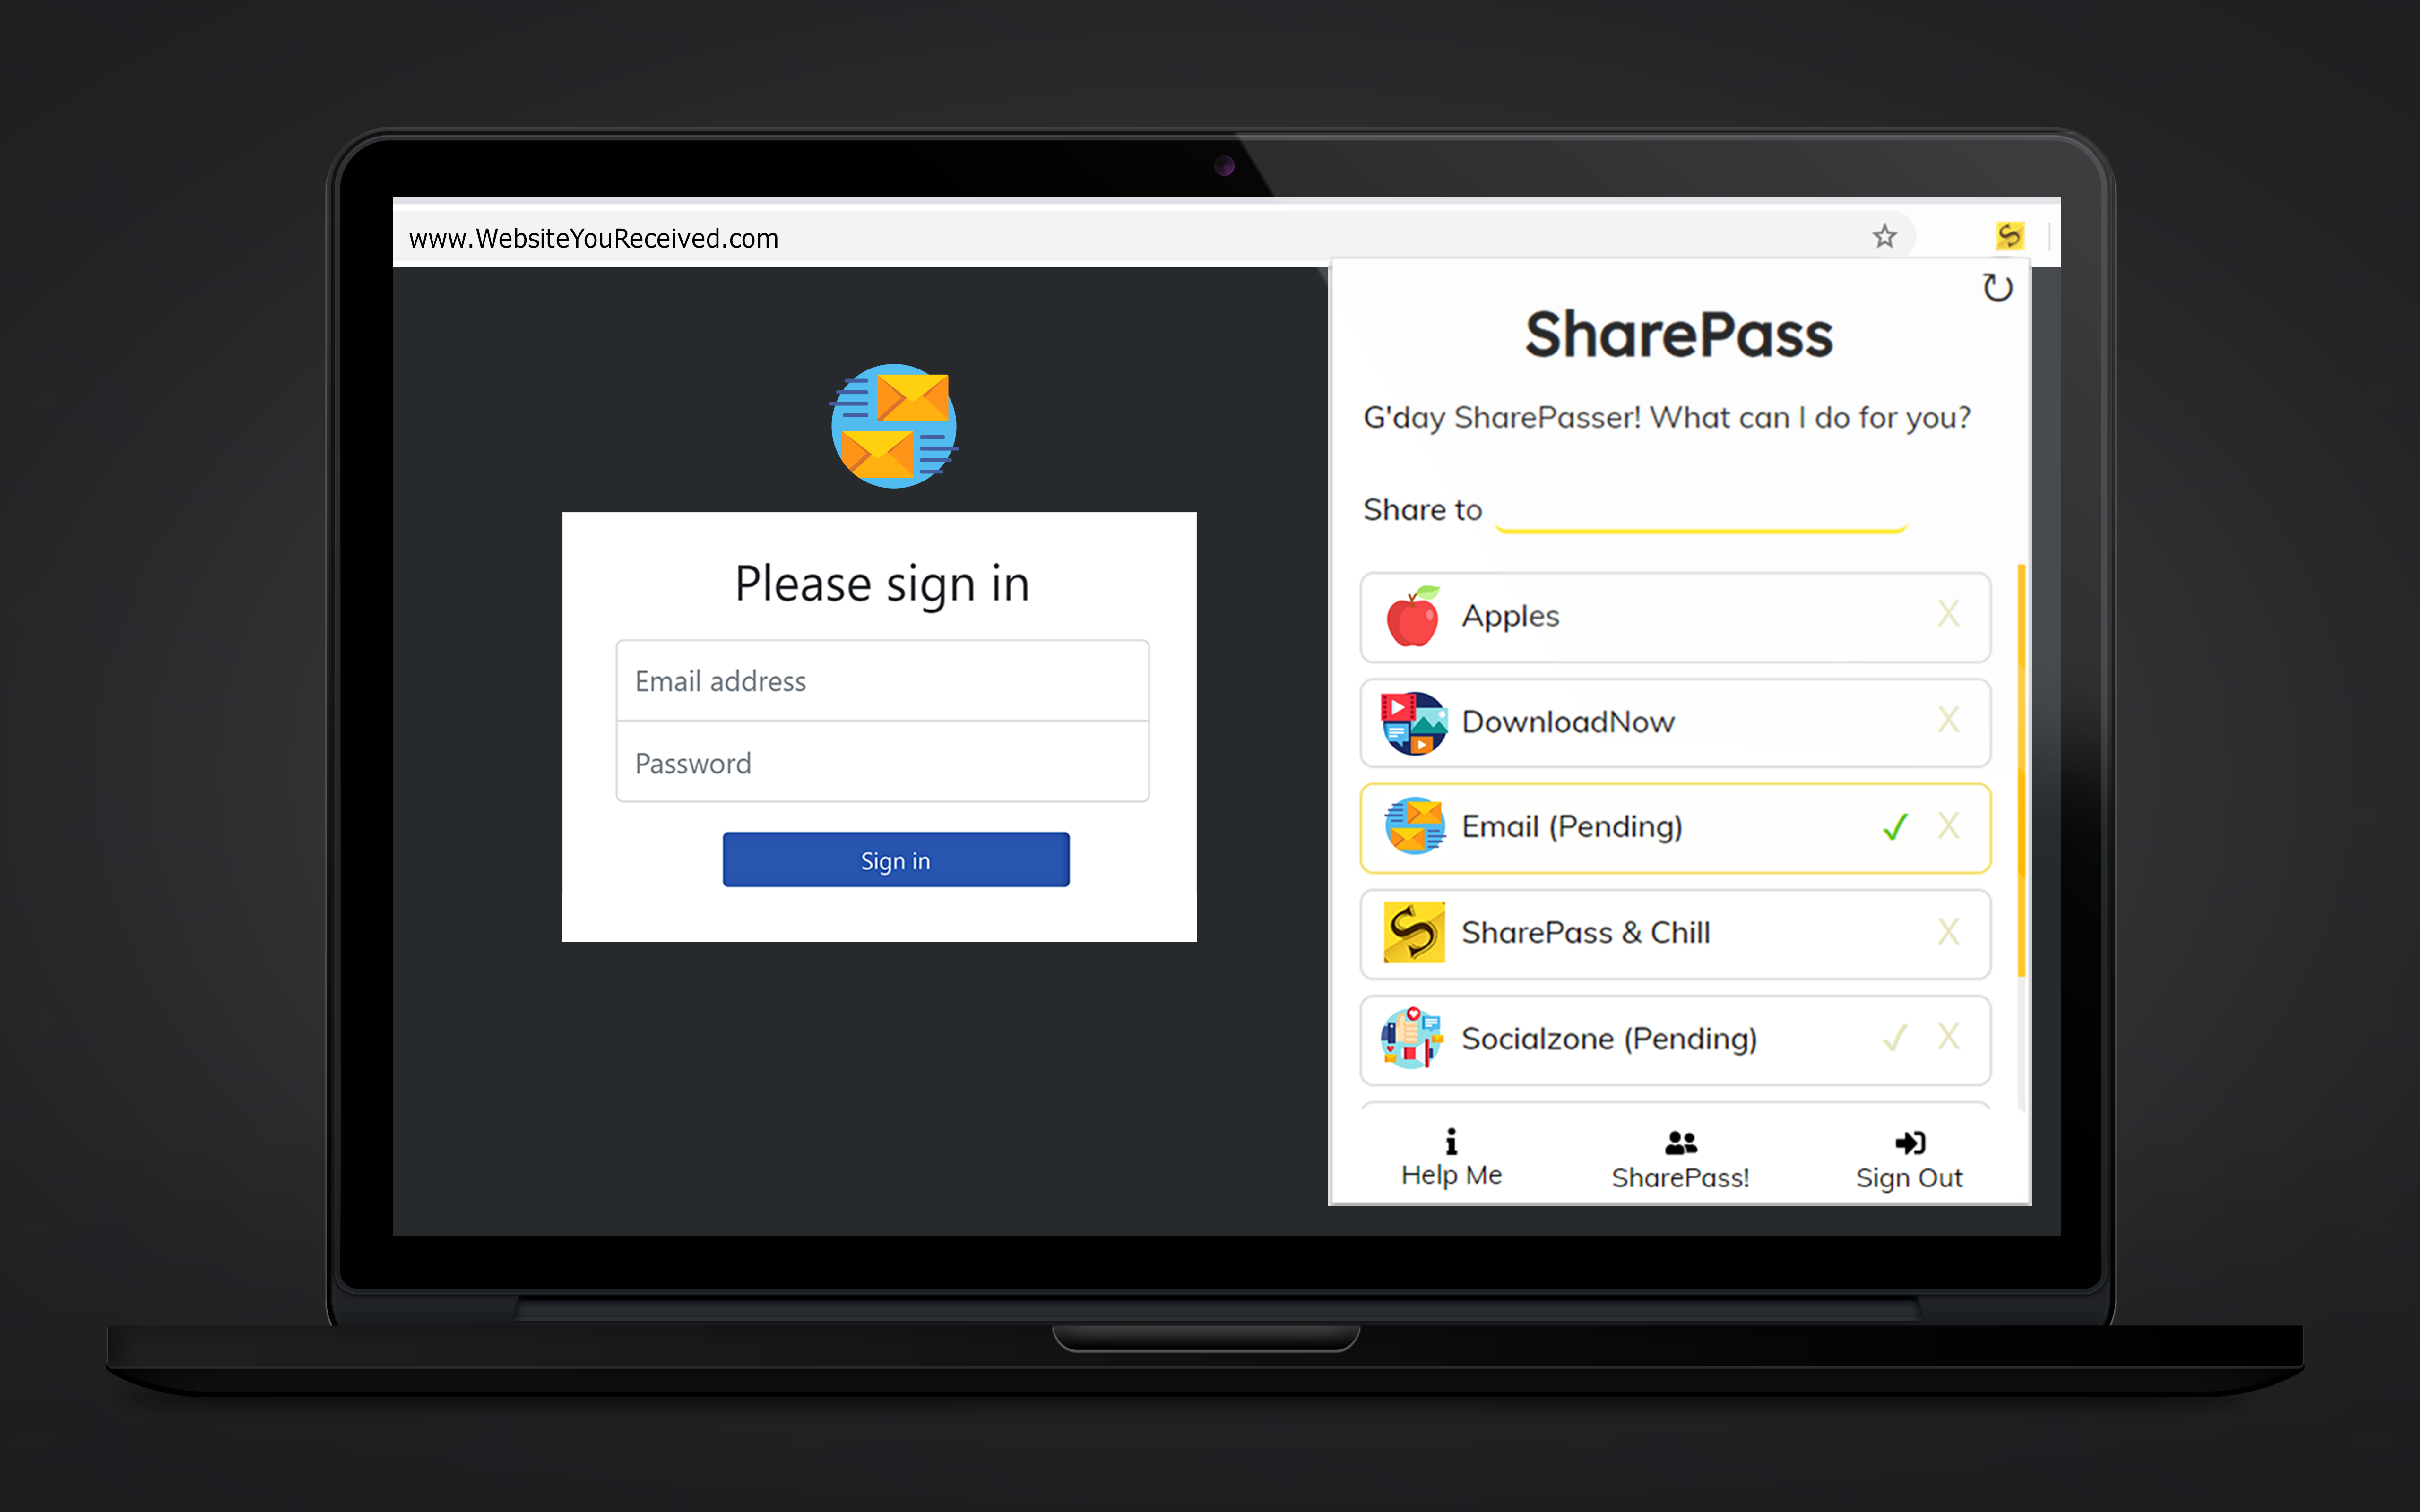 www.WebsiteYouReceived.com
SharePass
G'day SharePasser! What can I do for you?
Share to
Please sign in
Email address
Password
Sign in
Apples X
DownloadNow X
Email (Pending) ✓ X
SharePass & Chill X
Socialzone (Pending) ✓ X
Help Me
SharePass!
Sign Out